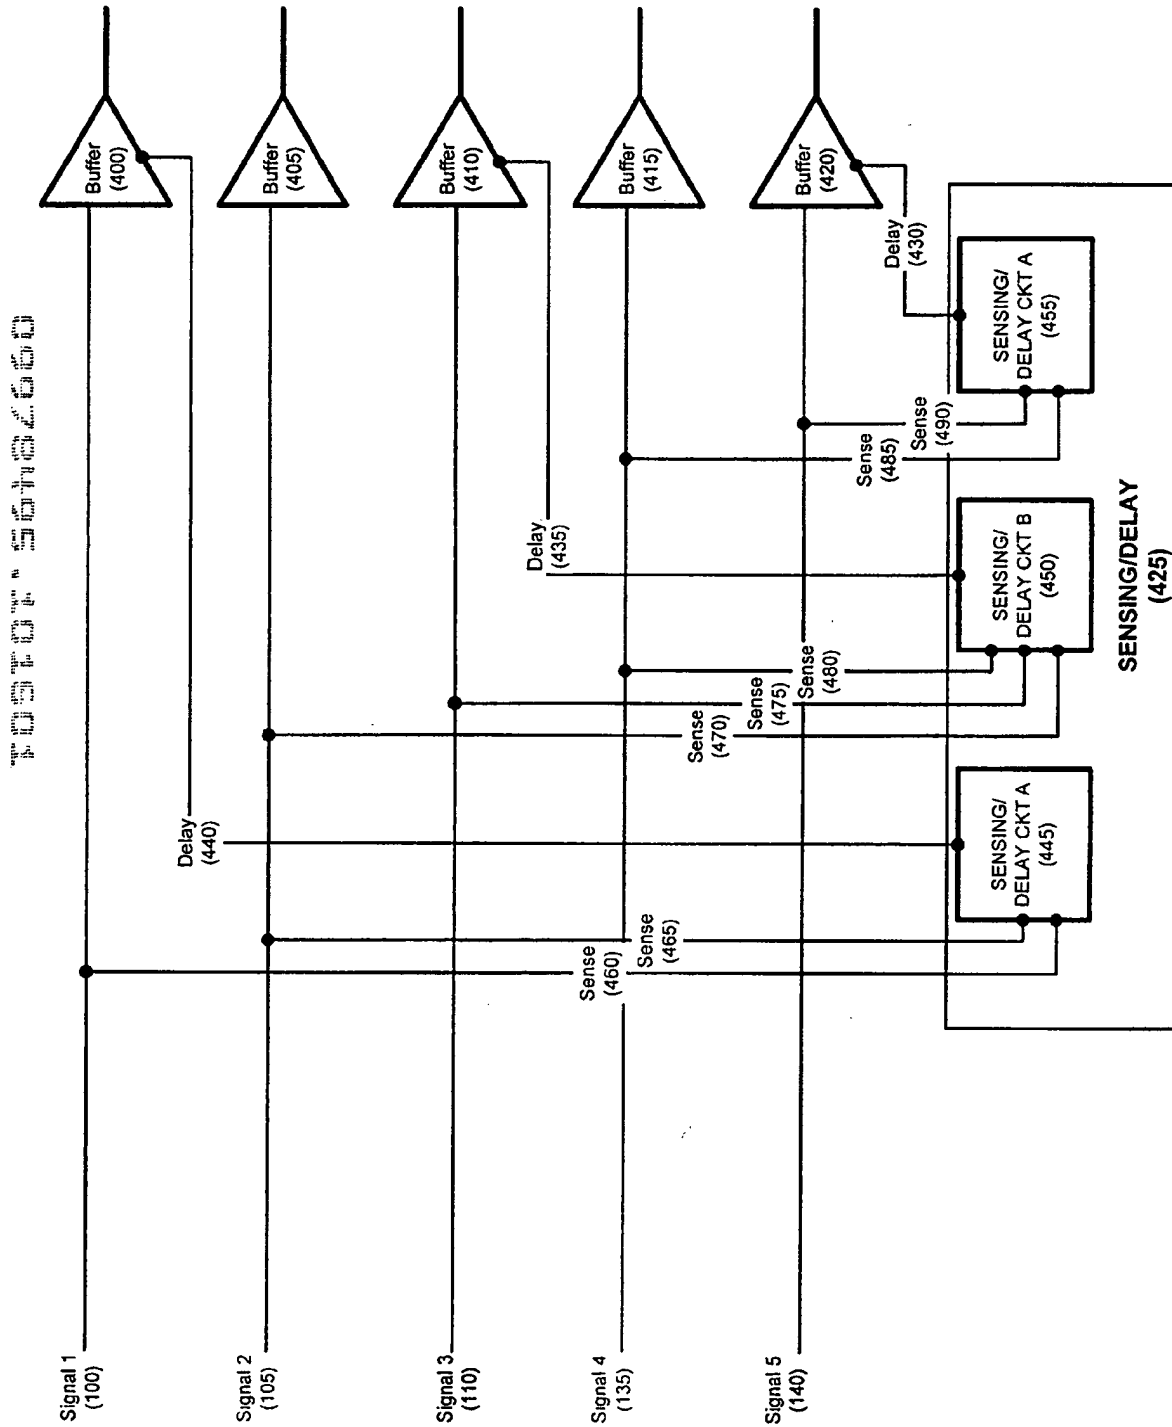 09978495.101601
Signal 1
(100)
Signal 2
(105)
Signal 3
(110)
Signal 4
(135)
Signal 5
(140)
Buffer
(400)
Buffer
(405)
Buffer
(410)
Buffer
(415)
Buffer
(420)
Delay
(440)
Delay
(435)
Delay
(430)
Sense
(460)
Sense
(465)
Sense
(470)
Sense
(475)
Sense
(480)
Sense
(485)
Sense
(490)
SENSING/
DELAY CKT A
(445)
SENSING/
DELAY CKT B
(450)
SENSING/
DELAY CKT A
(455)
SENSING/DELAY
(425)